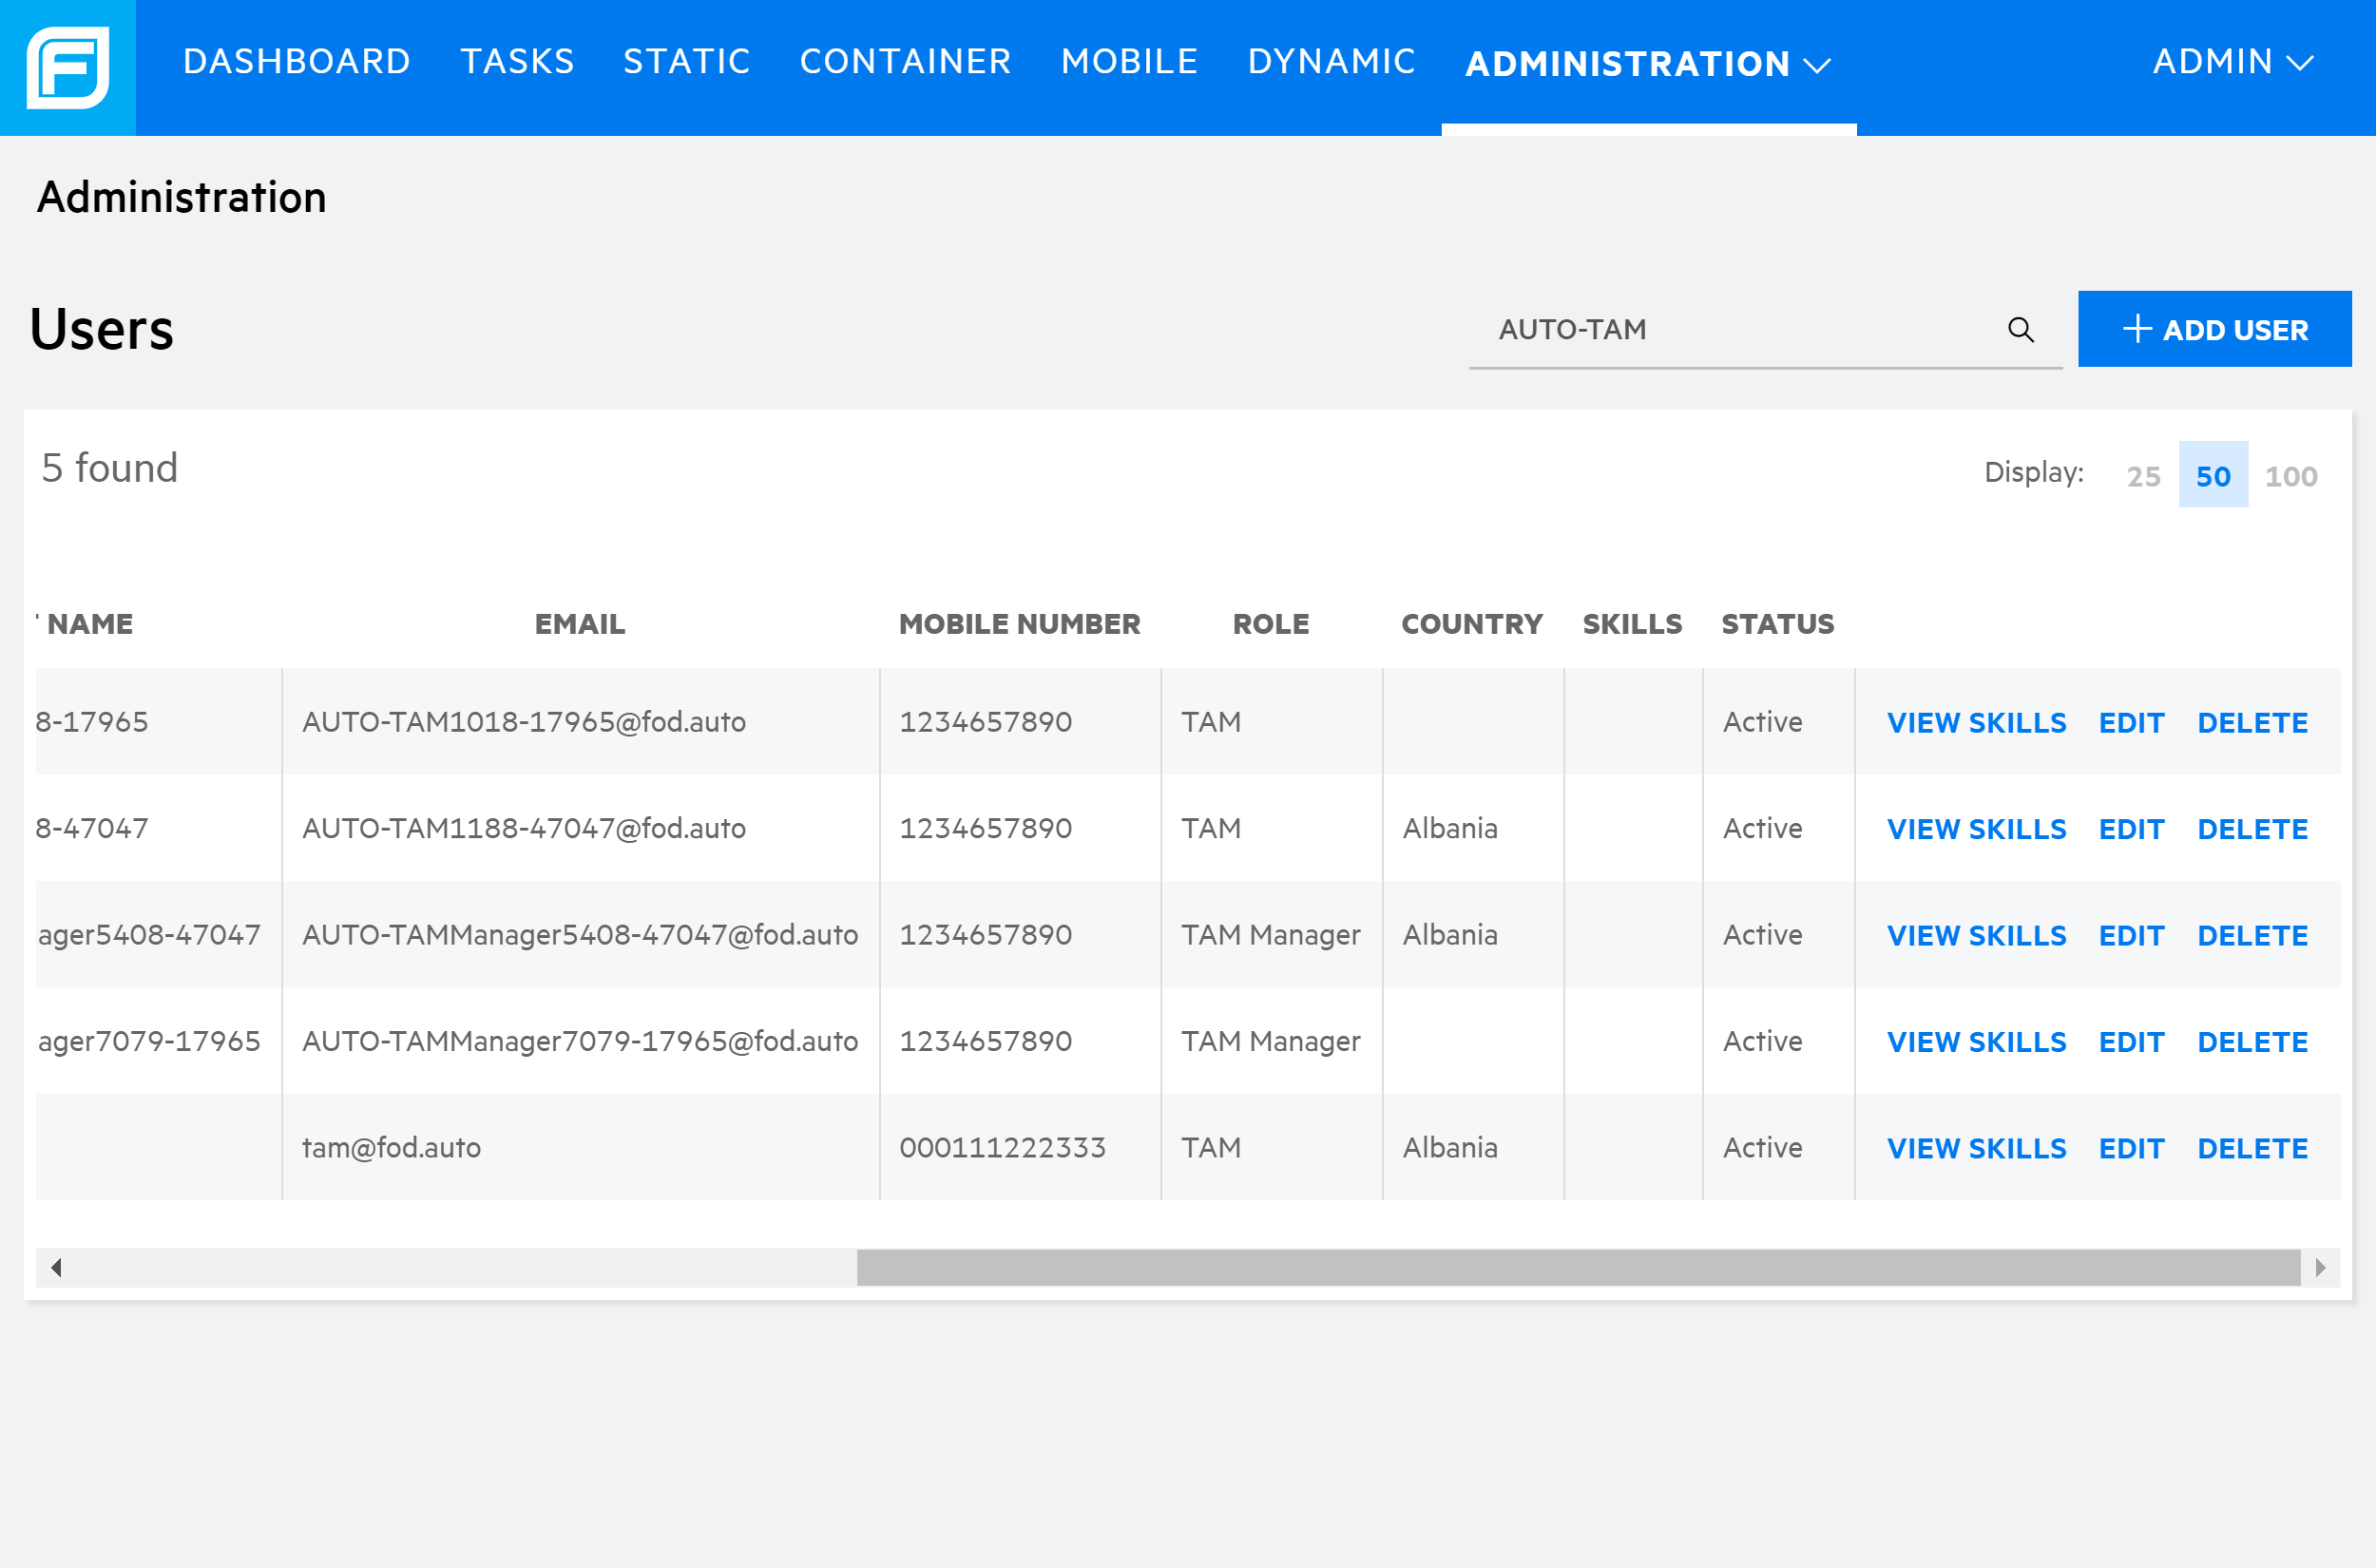 DASHBOARD TASKS STATIC CONTAINER MOBILE DYNAMIC ADMINISTRATION ADMIN
Administration
Users
AUTO-TAM
ADD USER
5 found
Display: 25 50 100
NAME EMAIL MOBILE NUMBER ROLE COUNTRY SKILLS STATUS
8-17965 AUTO-TAM1018-17965@fod.auto 1234657890 TAM Active VIEW SKILLS EDIT DELETE
8-47047 AUTO-TAM1188-47047@fod.auto 1234657890 TAM Albania Active VIEW SKILLS EDIT DELETE
ager5408-47047 AUTO-TAMManager5408-47047@fod.auto 1234657890 TAM Manager Albania Active VIEW SKILLS EDIT DELETE
ager7079-17965 AUTO-TAMManager7079-17965@fod.auto 1234657890 TAM Manager Active VIEW SKILLS EDIT DELETE
tam@fod.auto 000111222333 TAM Albania Active VIEW SKILLS EDIT DELETE